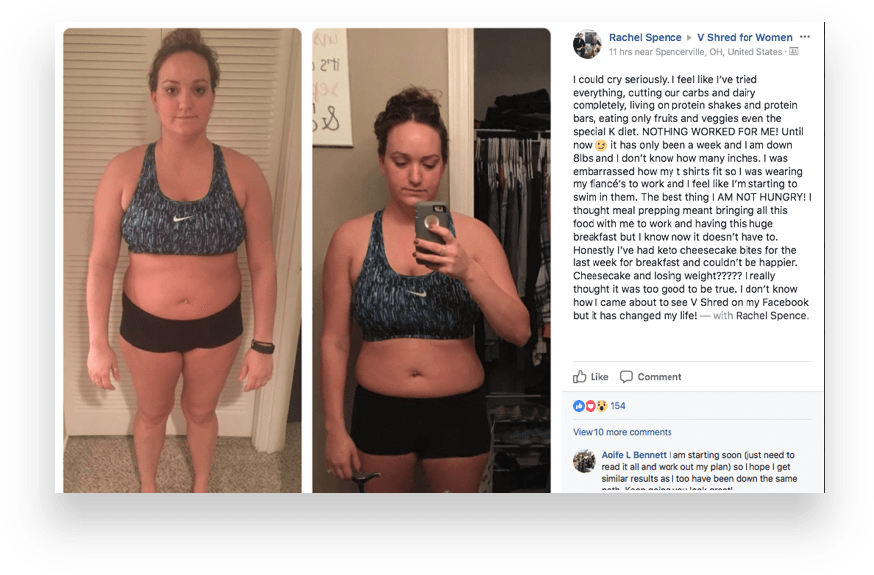 it's
&
Rachel Spence ▸ V Shred for Women ...
11 hrs near Spencerville, OH, United States ·
I could cry seriously. I feel like I've tried
everything, cutting our carbs and dairy
completely, living on protein shakes and protein
bars, eating only fruits and veggies even the
special K diet. NOTHING WORKED FOR ME! Until
now 😉 it has only been a week and I am down
8lbs and I don't know how many inches. I was
embarrassed how my t shirts fit so I was wearing
my fiancé's to work and I feel like I'm starting to
swim in them. The best thing I AM NOT HUNGRY! I
thought meal prepping meant bringing all this
food with me to work and having this huge
breakfast but I know now it doesn't have to.
Honestly I've had keto cheesecake bites for the
last week for breakfast and couldn't be happier.
Cheesecake and losing weight????? I really
thought it was too good to be true. I don't know
how I came about to see V Shred on my Facebook
but it has changed my life! — with Rachel Spence.
Like Comment
154
View 10 more comments
Aoife L Bennett I am starting soon (just need to
read it all and work out my plan) so I hope I get
similar results as I too have been down the same
path. Keep going you look great!